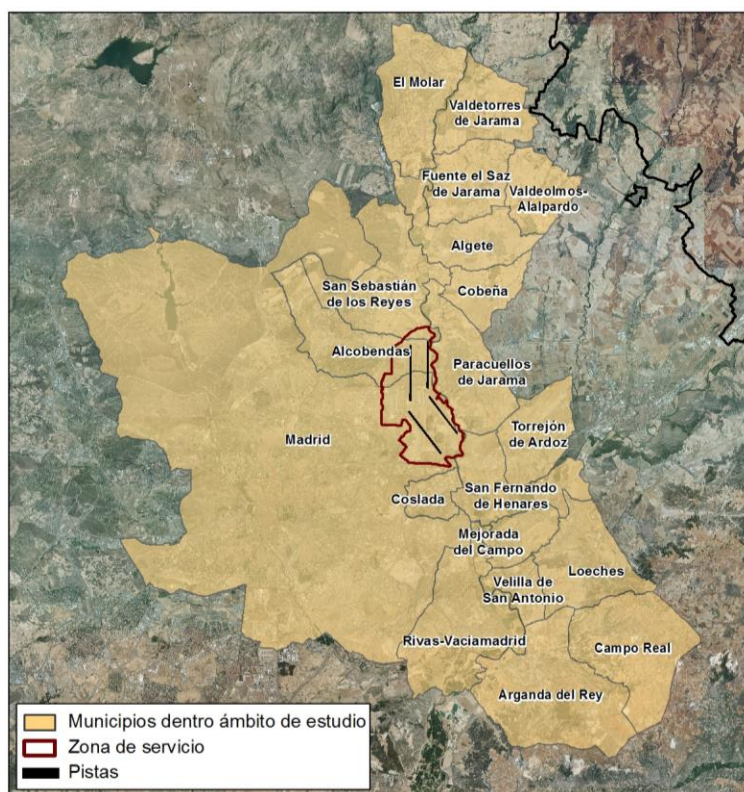 El Molar
Valdetorres
de Jarama
Fuente el Saz
de Jarama
Valdeolmos-
Alalpardo
Algete
San Sebastián
de los Reyes
Cobeña
Alcobendas
Paracuellos
de Jarama
Madrid
Torrejón
de Ardoz
Coslada
San Fernando
de Henares
Mejorada
del Campo
Loeches
Velilla de
San Antonio
Rivas-Vaciamadrid
Campo Real
Arganda del Rey
Municipios dentro ámbito de estudio
Zona de servicio
Pistas